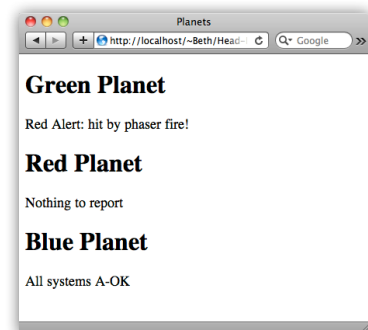 Planets
http://localhost/~Beth/Head-
Google
Green Planet
Red Alert: hit by phaser fire!
Red Planet
Nothing to report
Blue Planet
All systems A-OK